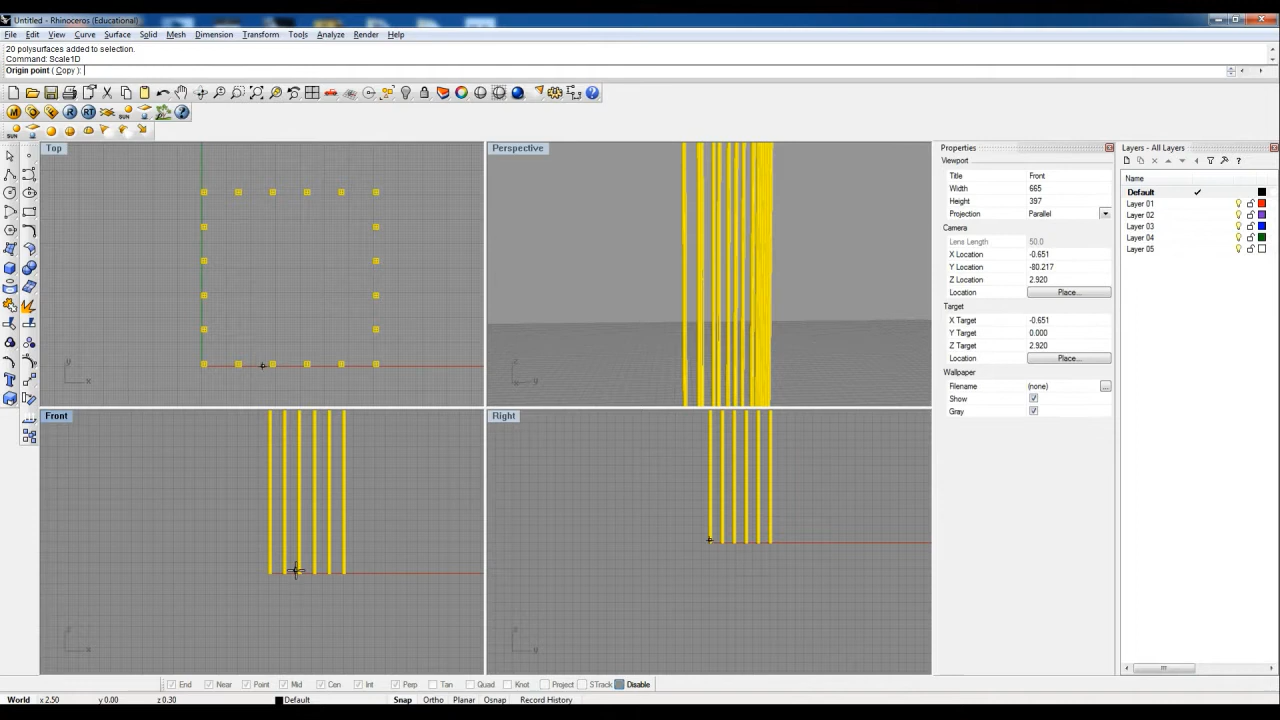 Untitled - Rhinoceros (Educational)
File Edit View Curve Surface Solid Mesh Dimension Transform Tools Analyze Render Help
20 polysurfaces added to selection.
Command: Scale1D
Origin point ( Copy ):
Top
Perspective
Front
Right
y
x
z
y
z
x
z
y
Properties
Viewport
Title Front
Width 665
Height 397
Projection Parallel
Camera
Lens Length 50.0
X Location -0.651
Y Location -80.217
Z Location 2.920
Location Place...
Target
X Target -0.651
Y Target 0.000
Z Target 2.920
Location Place...
Wallpaper
Filename (none) ...
Show
Gray
Layers - All Layers
Name
Default
Layer 01
Layer 02
Layer 03
Layer 04
Layer 05
End Near Point Mid Cen Int Perp Tan Quad Knot Project STrack Disable
World x 2.50 y 0.00 z 0.30 Default Snap Ortho Planar Osnap Record History